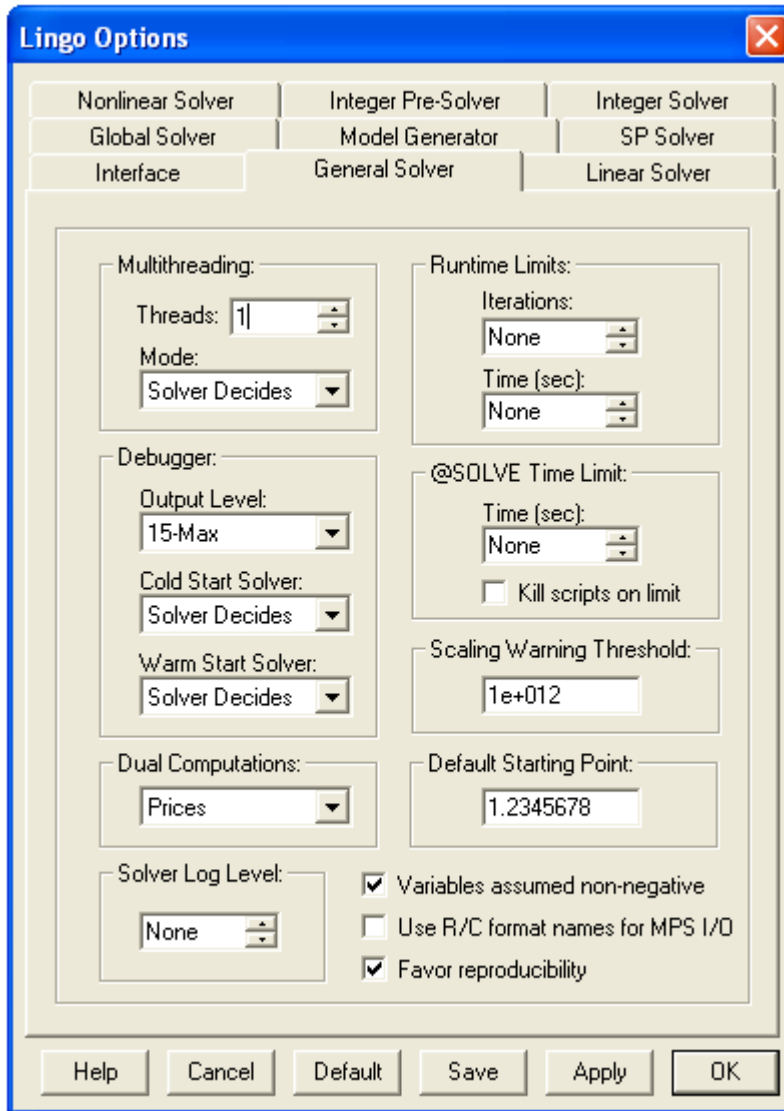 Lingo Options
Nonlinear Solver
Integer Pre-Solver
Integer Solver
Global Solver
Model Generator
SP Solver
Interface
General Solver
Linear Solver
Multithreading:
Threads: 1
Mode:
Solver Decides
Debugger:
Output Level:
15-Max
Cold Start Solver:
Solver Decides
Warm Start Solver:
Solver Decides
Dual Computations:
Prices
Solver Log Level:
None
Runtime Limits:
Iterations:
None
Time (sec):
None
@SOLVE Time Limit:
Time (sec):
None
Kill scripts on limit
Scaling Warning Threshold:
1e+012
Default Starting Point:
1.2345678
Variables assumed non-negative
Use R/C format names for MPS I/O
Favor reproducibility
Help
Cancel
Default
Save
Apply
OK